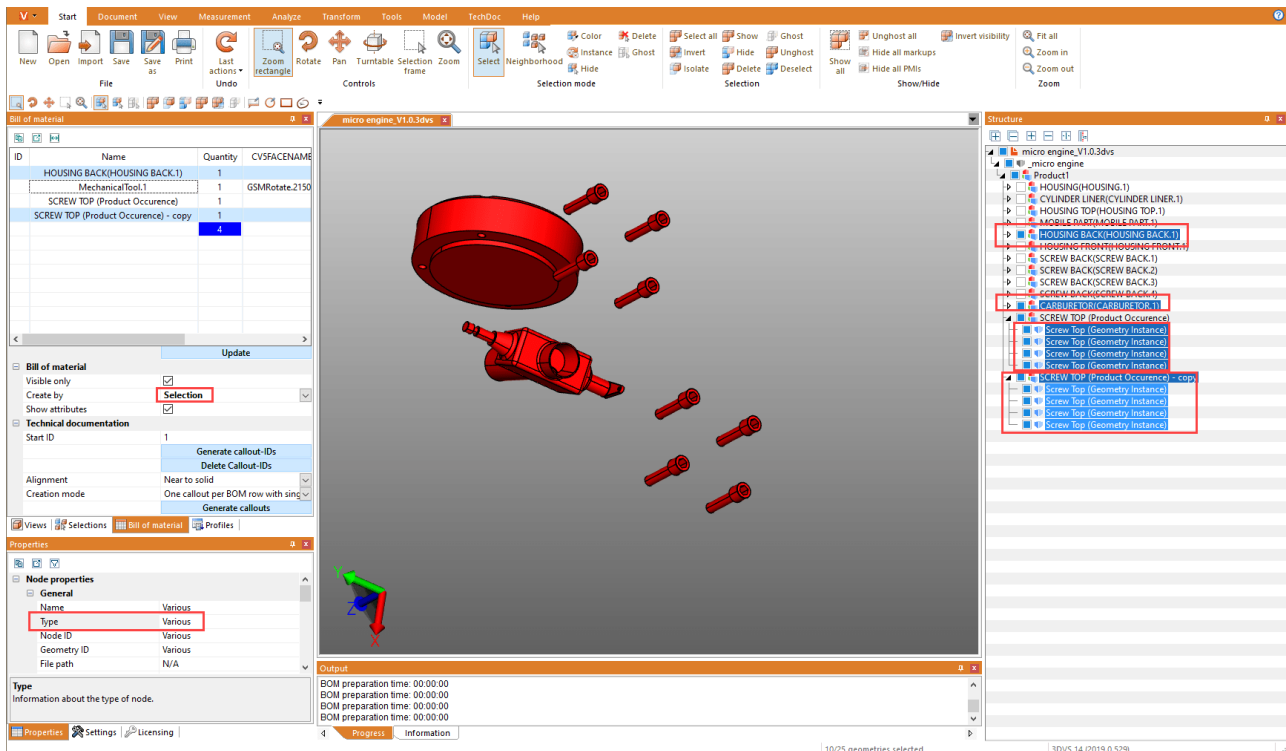 V Start Document View Measurement Analyze Transform Tools Model TechDoc Help
New Open Import Save Save as Print Last actions Zoom rectangle Rotate Pan Turntable Selection frame Zoom Select Neighborhood
Color Delete
Instance Ghost
Hide
Select all Show Ghost
Invert Hide Unghost
Isolate Delete Deselect
Show all
Unghost all Invert visibility
Hide all markups
Hide all PMIs
Fit all
Zoom in
Zoom out
File Undo Controls Selection mode Selection Show/Hide Zoom
Bill of material
ID Name Quantity CV5FACENAME
HOUSING BACK(HOUSING BACK.1) 1
MechanicalTool.1 1 GSMRotate.2150
SCREW TOP (Product Occurence) 1
SCREW TOP (Product Occurence) - copy 1
4
Update
Bill of material
Visible only
Create by Selection
Show attributes
Technical documentation
Start ID 1
Generate callout-IDs
Delete Callout-IDs
Alignment Near to solid
Creation mode One callout per BOM row with sing
Generate callouts
Views Selections Bill of material Profiles
Properties
Node properties
General
Name Various
Type Various
Node ID Various
Geometry ID Various
File path N/A
Type
Information about the type of node.
Properties Settings Licensing
micro engine_V1.0.3dvs
Y
Z
X
Output
BOM preparation time: 00:00:00
BOM preparation time: 00:00:00
BOM preparation time: 00:00:00
BOM preparation time: 00:00:00
Progress Information
Structure
micro engine_V1.0.3dvs
_micro engine
Product1
HOUSING(HOUSING.1)
CYLINDER LINER(CYLINDER LINER.1)
HOUSING TOP(HOUSING TOP.1)
MOBILE PART(MOBILE PART.1)
HOUSING BACK(HOUSING BACK.1)
HOUSING FRONT(HOUSING FRONT.1)
SCREW BACK(SCREW BACK.1)
SCREW BACK(SCREW BACK.2)
SCREW BACK(SCREW BACK.3)
SCREW BACK(SCREW BACK.4)
CARBURETOR(CARBURETOR.1)
SCREW TOP (Product Occurence)
Screw Top (Geometry Instance)
Screw Top (Geometry Instance)
Screw Top (Geometry Instance)
Screw Top (Geometry Instance)
SCREW TOP (Product Occurence) - copy
Screw Top (Geometry Instance)
Screw Top (Geometry Instance)
Screw Top (Geometry Instance)
Screw Top (Geometry Instance)
10/25 geometries selected 3DVS 14 (2019.0.529)